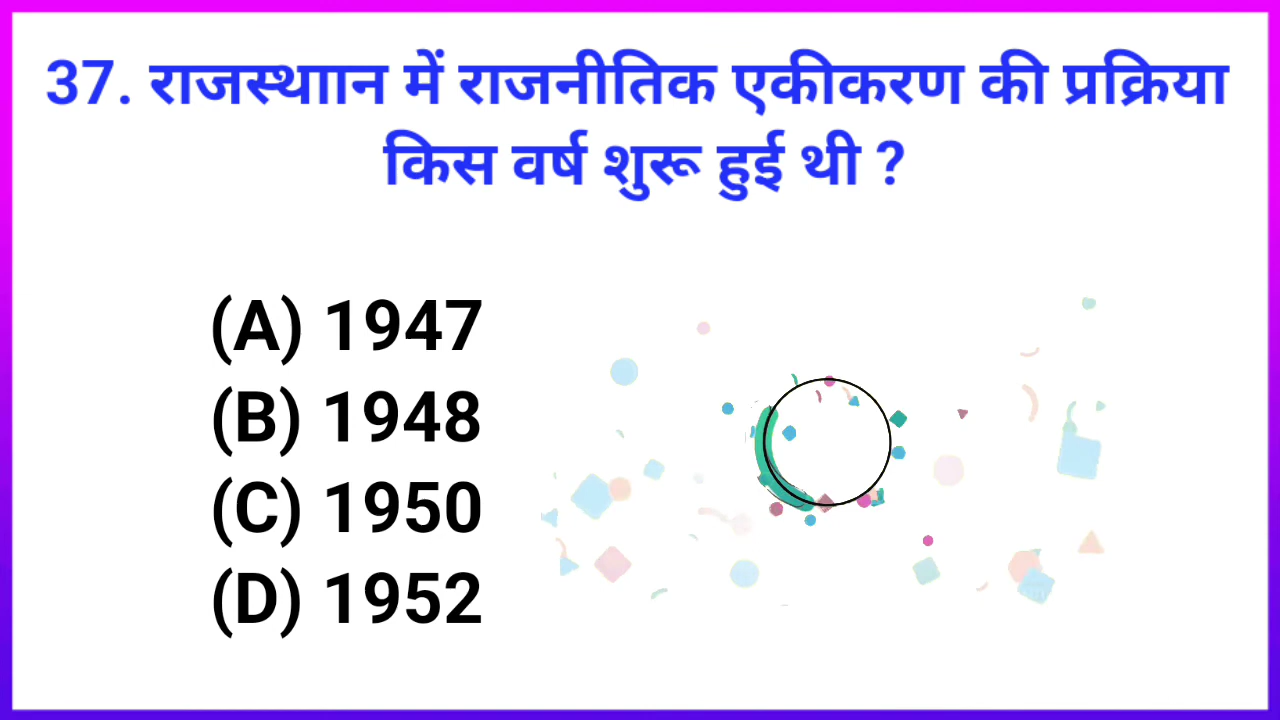 37. राजस्थाान में राजनीतिक एकीकरण की प्रक्रिया
किस वर्ष शुरू हुई थी ?
(A) 1947
(B) 1948
(C) 1950
(D) 1952